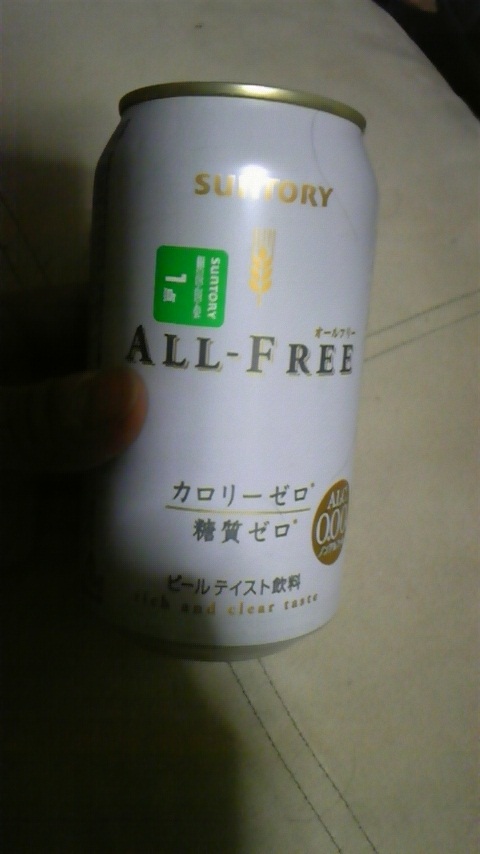 SUNTORY
SUNTORY
1
オールフリー
ALL-FREE
カロリーゼロ*
糖質ゼロ*
ALC.
0.00
ビールテイスト飲料
rich and clear taste